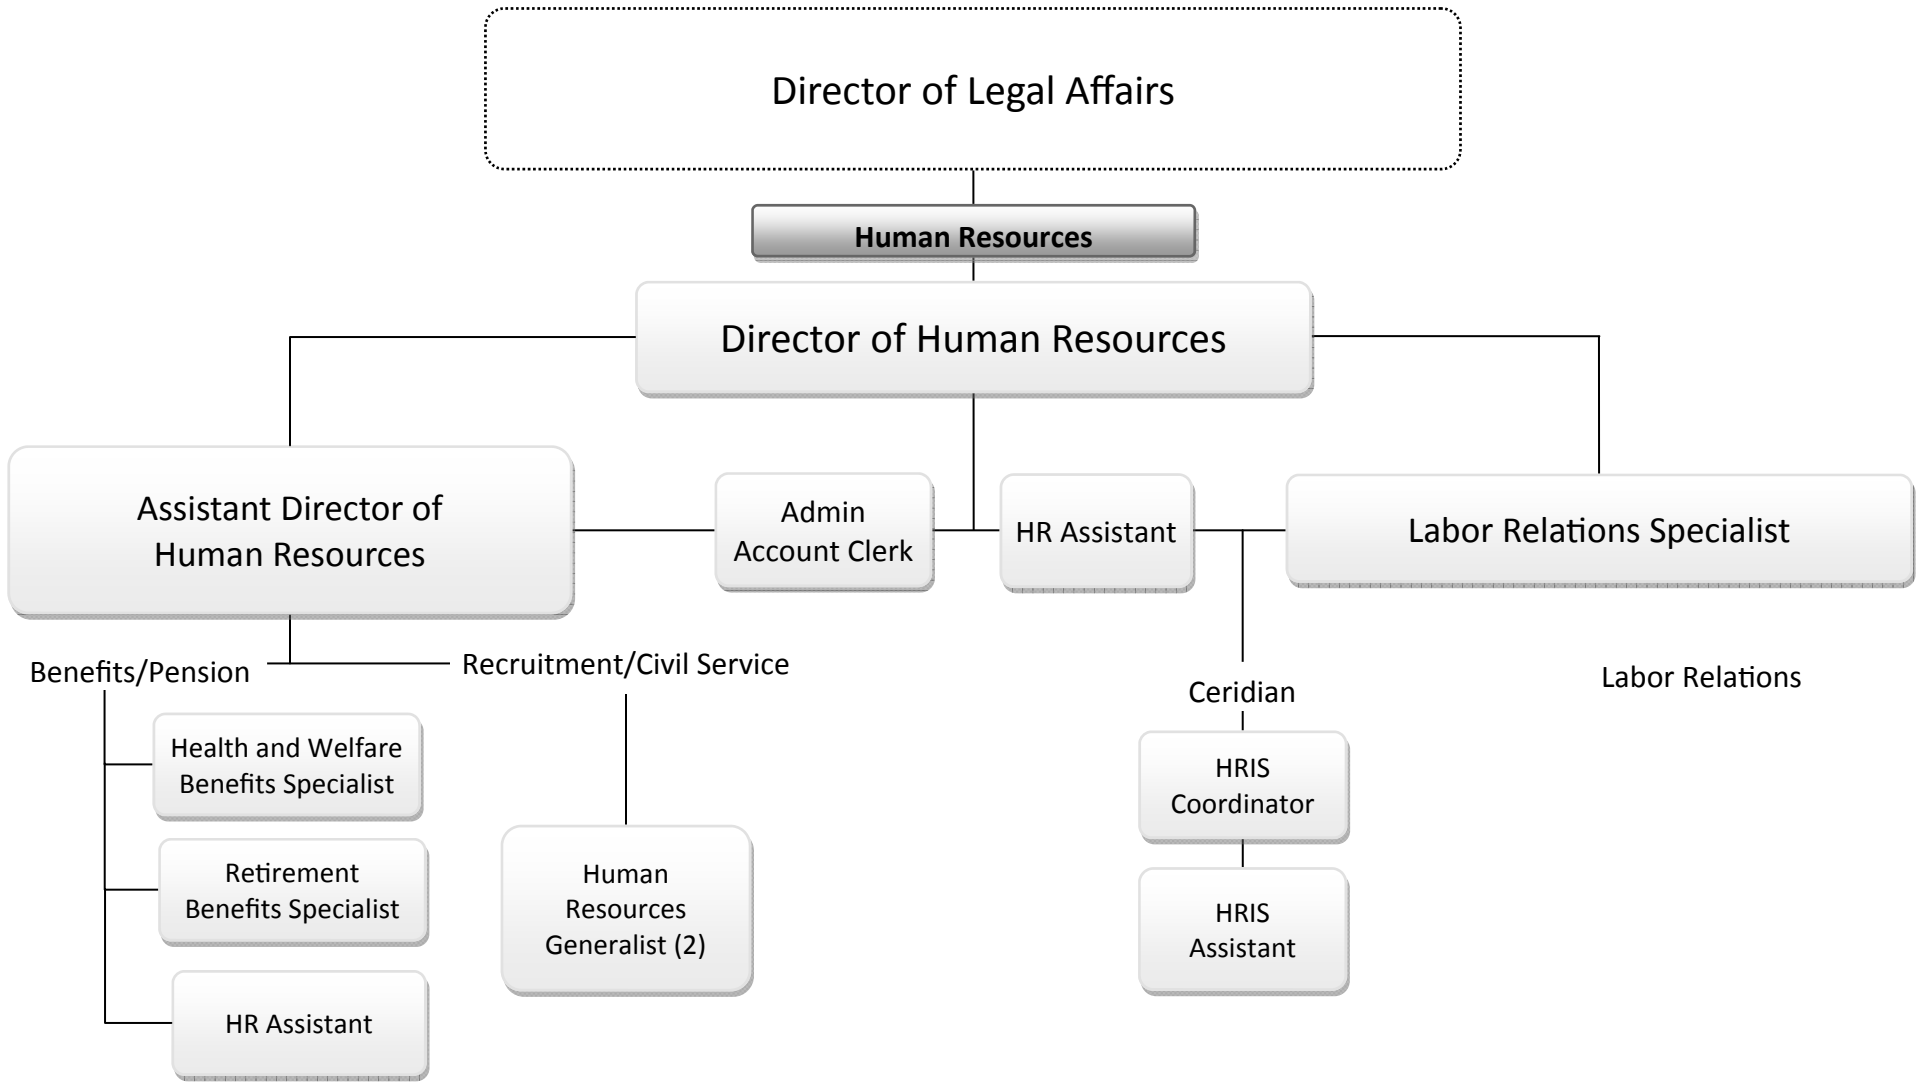 Director of Legal Affairs
Human Resources
Director of Human Resources
Assistant Director of
Human Resources
Admin
Account Clerk
HR Assistant
Labor Relations Specialist
Benefits/Pension
Recruitment/Civil Service
Ceridian
Labor Relations
Health and Welfare
Benefits Specialist
Retirement
Benefits Specialist
HR Assistant
Human
Resources
Generalist (2)
HRIS
Coordinator
HRIS
Assistant